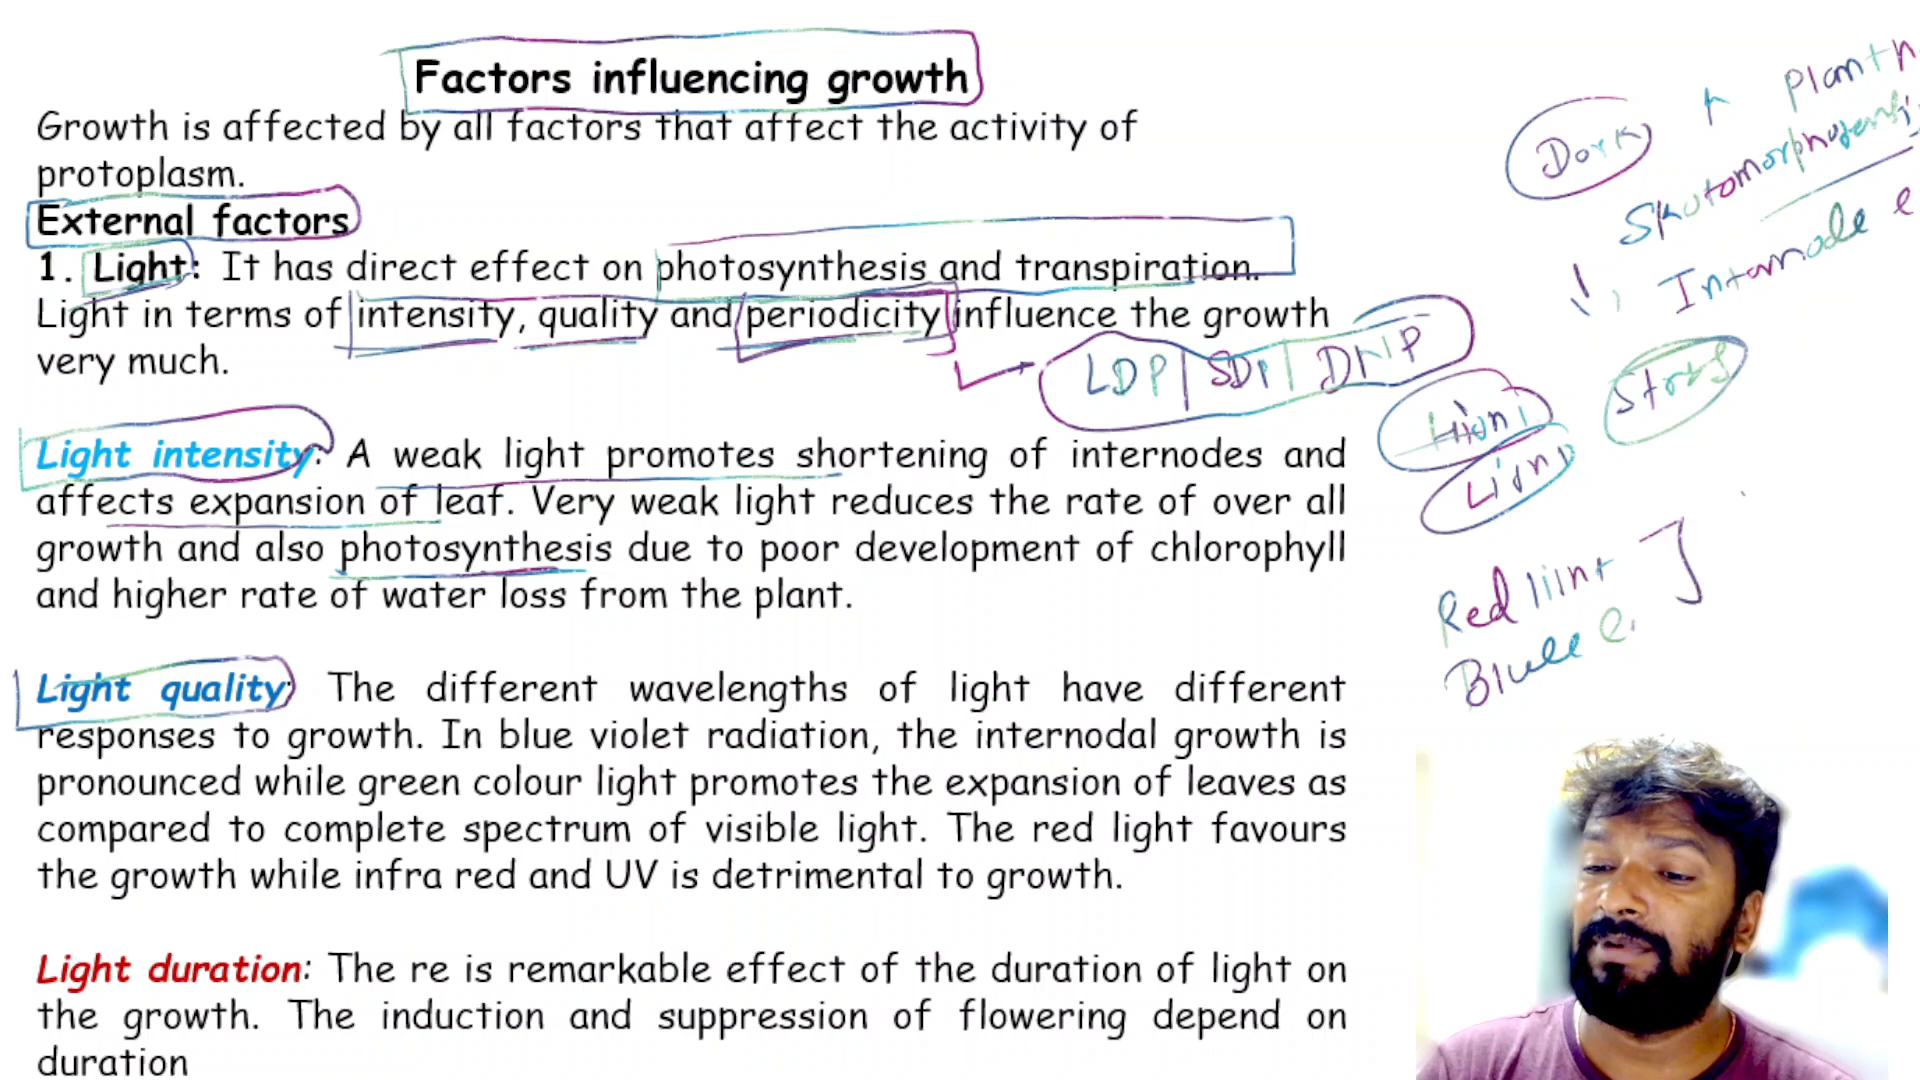 Factors influencing growth
Growth is affected by all factors that affect the activity of
protoplasm.
External factors
1. Light: It has direct effect on photosynthesis and transpiration.
Light in terms of intensity, quality and periodicity influence the growth
very much.
LDP | SDP | DNP
Light intensity: A weak light promotes shortening of internodes and
affects expansion of leaf. Very weak light reduces the rate of over all
growth and also photosynthesis due to poor development of chlorophyll
and higher rate of water loss from the plant.
Light quality: The different wavelengths of light have different
responses to growth. In blue violet radiation, the internodal growth is
pronounced while green colour light promotes the expansion of leaves as
compared to complete spectrum of visible light. The red light favours
the growth while infra red and UV is detrimental to growth.
Light duration: The re is remarkable effect of the duration of light on
the growth. The induction and suppression of flowering depend on
duration
Dark
Plant
Internode e
Red